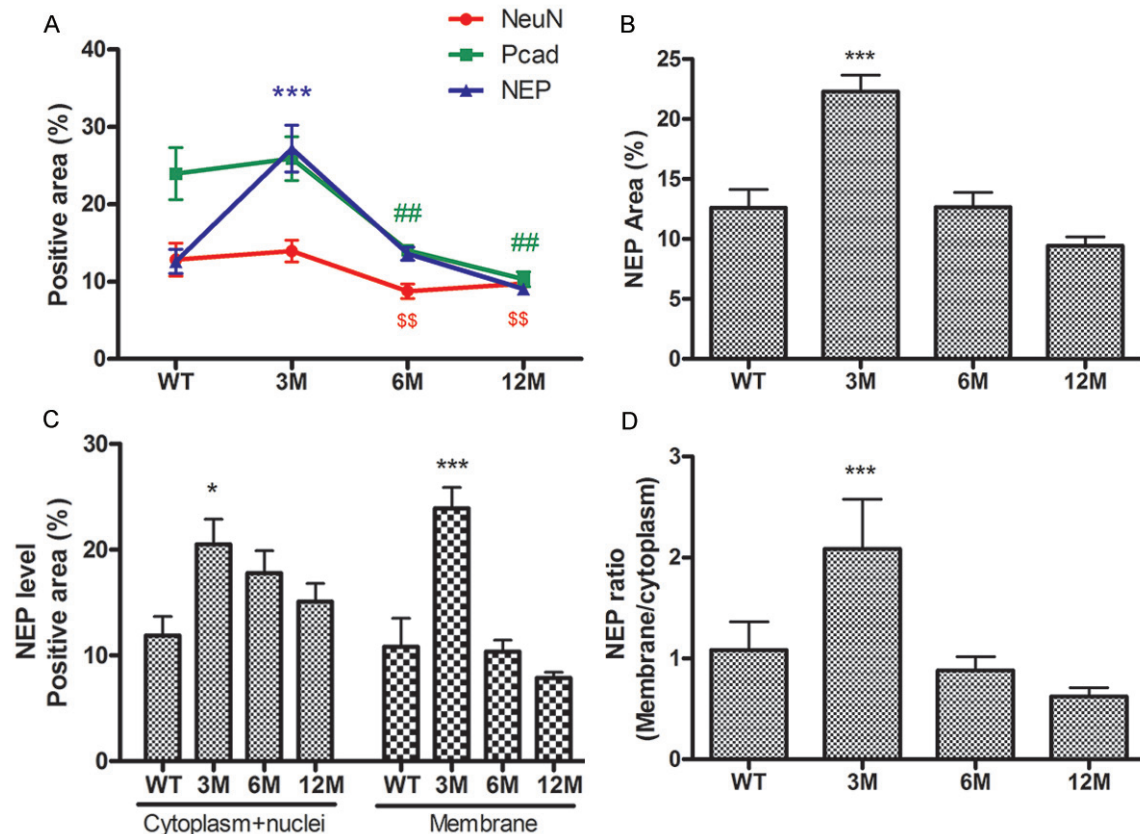 A
NeuN
Pcad
NEP
Positive area (%)
40
30
20
10
0
***
##
##
$$
$$
WT 3M 6M 12M
B
NEP Area (%)
25
20
15
10
5
0
***
WT 3M 6M 12M
C
NEP level
Positive area (%)
30
20
10
0
*
***
WT 3M 6M 12M WT 3M 6M 12M
Cytoplasm+nuclei Membrane
D
NEP ratio
(Membrane/cytoplasm)
3
2
1
0
***
WT 3M 6M 12M